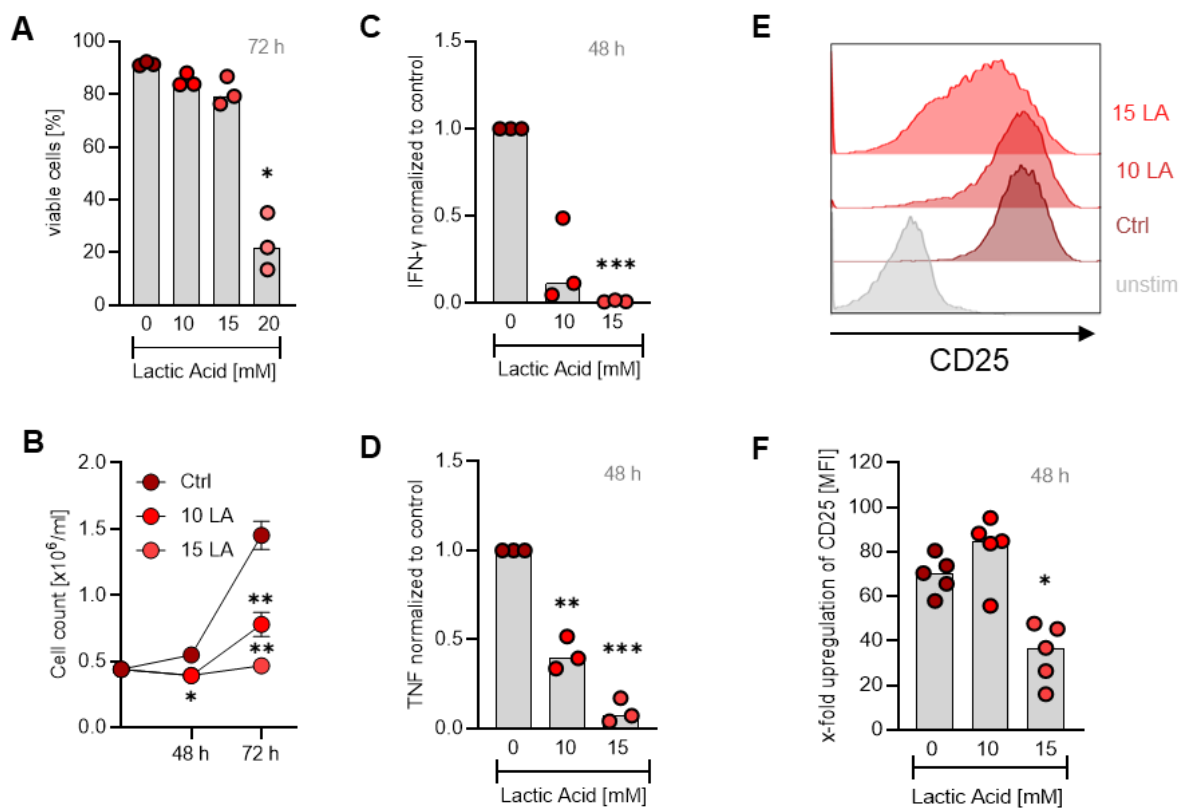 A
72 h
viable cells [%]
100
80
60
40
20
0
*
0 10 15 20
Lactic Acid [mM]
B
Cell count [x10⁶/ml]
2.0
1.5
1.0
0.5
0.0
Ctrl
10 LA
15 LA
**
**
*
48 h 72 h
C
48 h
IFN-γ normalized to control
1.5
1.0
0.5
0.0
***
0 10 15
Lactic Acid [mM]
D
48 h
TNF normalized to control
1.5
1.0
0.5
0.0
**
***
0 10 15
Lactic Acid [mM]
E
15 LA
10 LA
Ctrl
unstim
CD25
F
48 h
x-fold upregulation of CD25 [MFI]
120
100
80
60
40
20
0
*
0 10 15
Lactic Acid [mM]